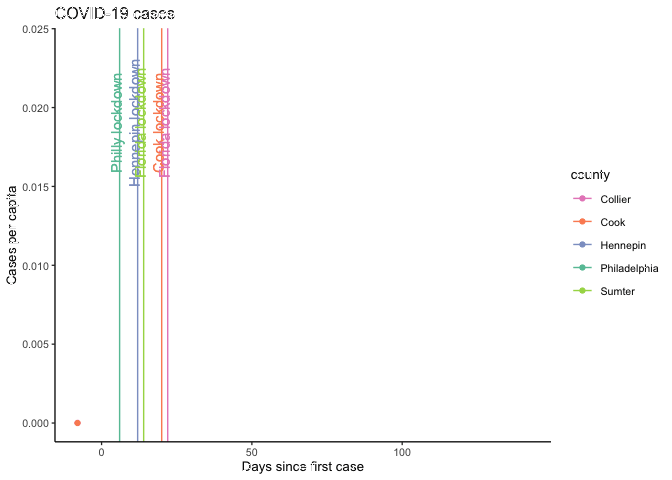 COVID-19 cases
0.025
0.020
0.015
0.010
0.005
0.000
Cases per capita
Philly lockdown
Hennepin lockdown
Florida lockdown
Cook lockdown
Florida lockdown
0
50
100
Days since first case
county
Collier
Cook
Hennepin
Philadelphia
Sumter